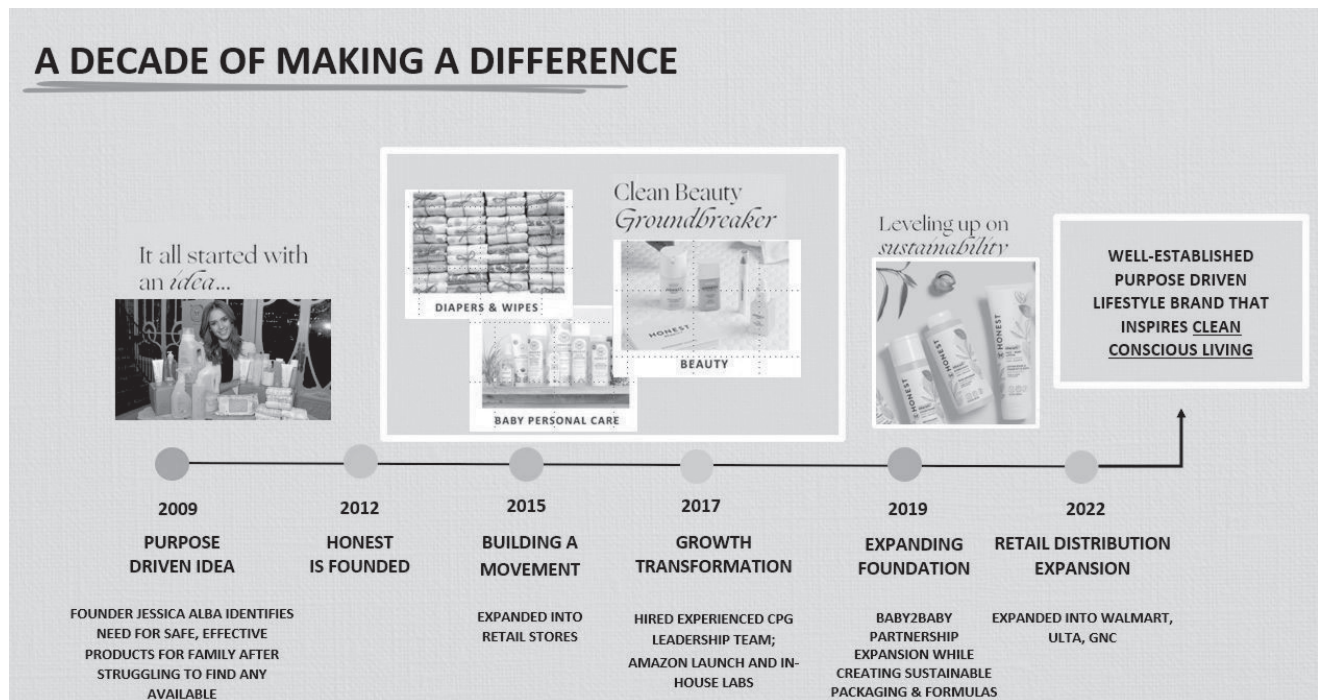 A DECADE OF MAKING A DIFFERENCE
It all started with
an idea...
DIAPERS & WIPES
BABY PERSONAL CARE
Clean Beauty
Groundbreaker
HONEST
BEAUTY
Leveling up on
sustainability
HONEST
HONEST
HONEST
WELL-ESTABLISHED
PURPOSE DRIVEN
LIFESTYLE BRAND THAT
INSPIRES CLEAN
CONSCIOUS LIVING
2009
PURPOSE
DRIVEN IDEA
FOUNDER JESSICA ALBA IDENTIFIES
NEED FOR SAFE, EFFECTIVE
PRODUCTS FOR FAMILY AFTER
STRUGGLING TO FIND ANY
AVAILABLE
2012
HONEST
IS FOUNDED
2015
BUILDING A
MOVEMENT
EXPANDED INTO
RETAIL STORES
2017
GROWTH
TRANSFORMATION
HIRED EXPERIENCED CPG
LEADERSHIP TEAM;
AMAZON LAUNCH AND IN-
HOUSE LABS
2019
EXPANDING
FOUNDATION
BABY2BABY
PARTNERSHIP
EXPANSION WHILE
CREATING SUSTAINABLE
PACKAGING & FORMULAS
2022
RETAIL DISTRIBUTION
EXPANSION
EXPANDED INTO WALMART,
ULTA, GNC